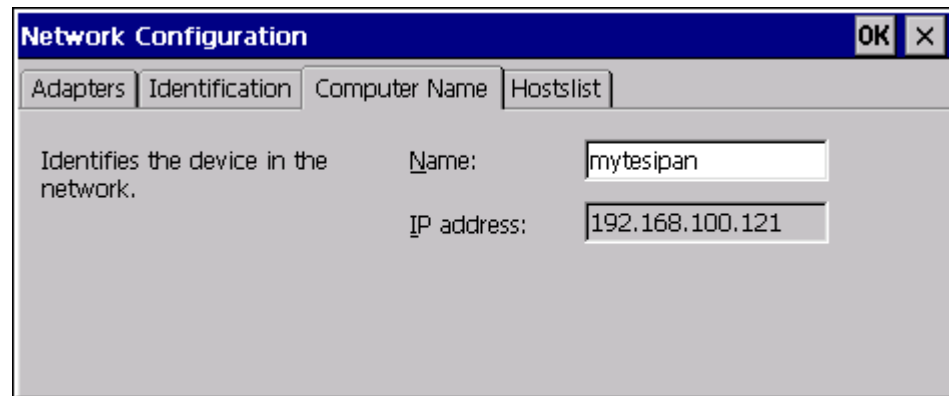 Network Configuration OK ×
Adapters Identification Computer Name Hostslist
Identifies the device in the
network.
Name: mytesipan
IP address: 192.168.100.121